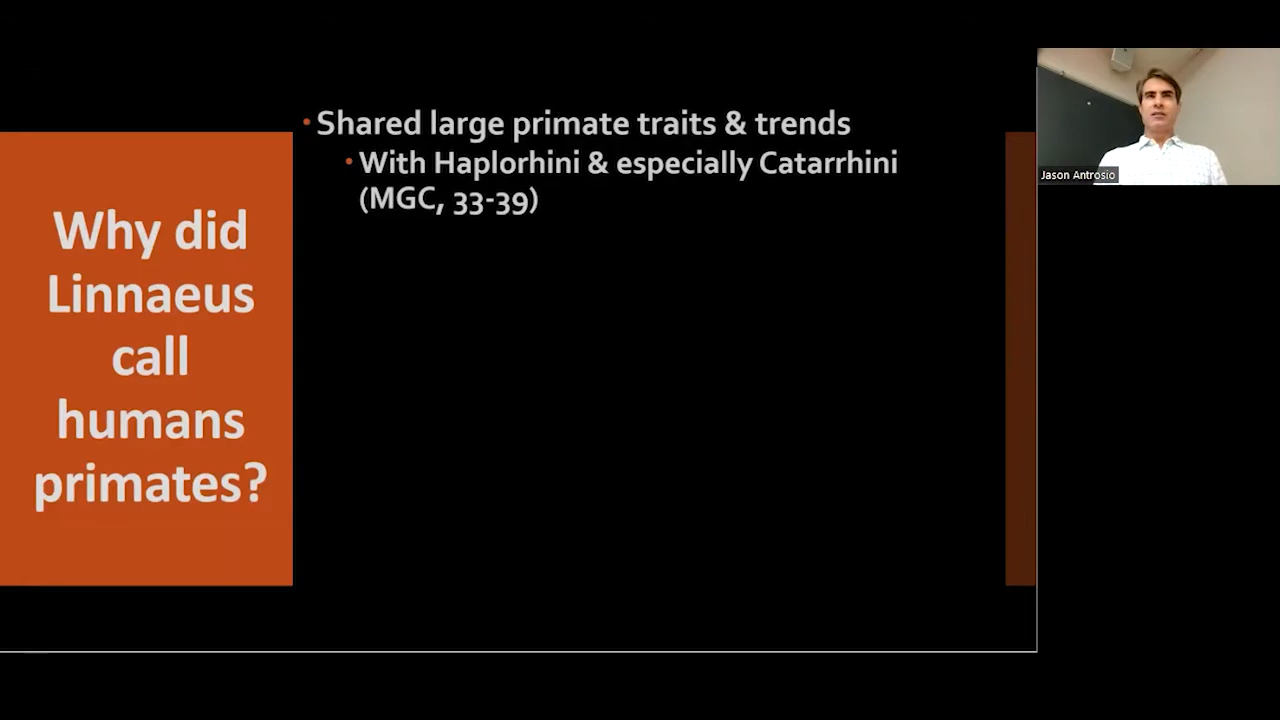 Why did
Linnaeus
call
humans
primates?
• Shared large primate traits & trends
• With Haplorhini & especially Catarrhini
(MGC, 33-39)
Jason Antrosio